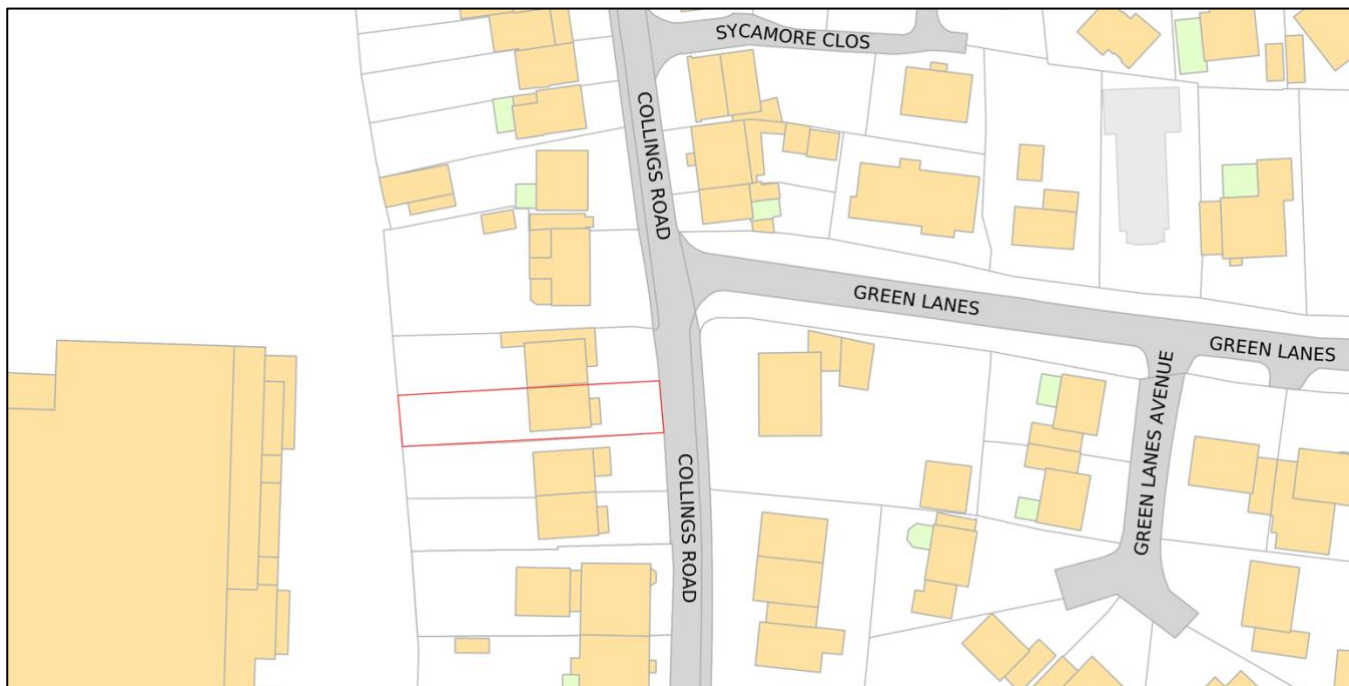 SYCAMORE CLOS
COLLINGS ROAD
GREEN LANES
GREEN LANES
GREEN LANES AVENUE
COLLINGS ROAD